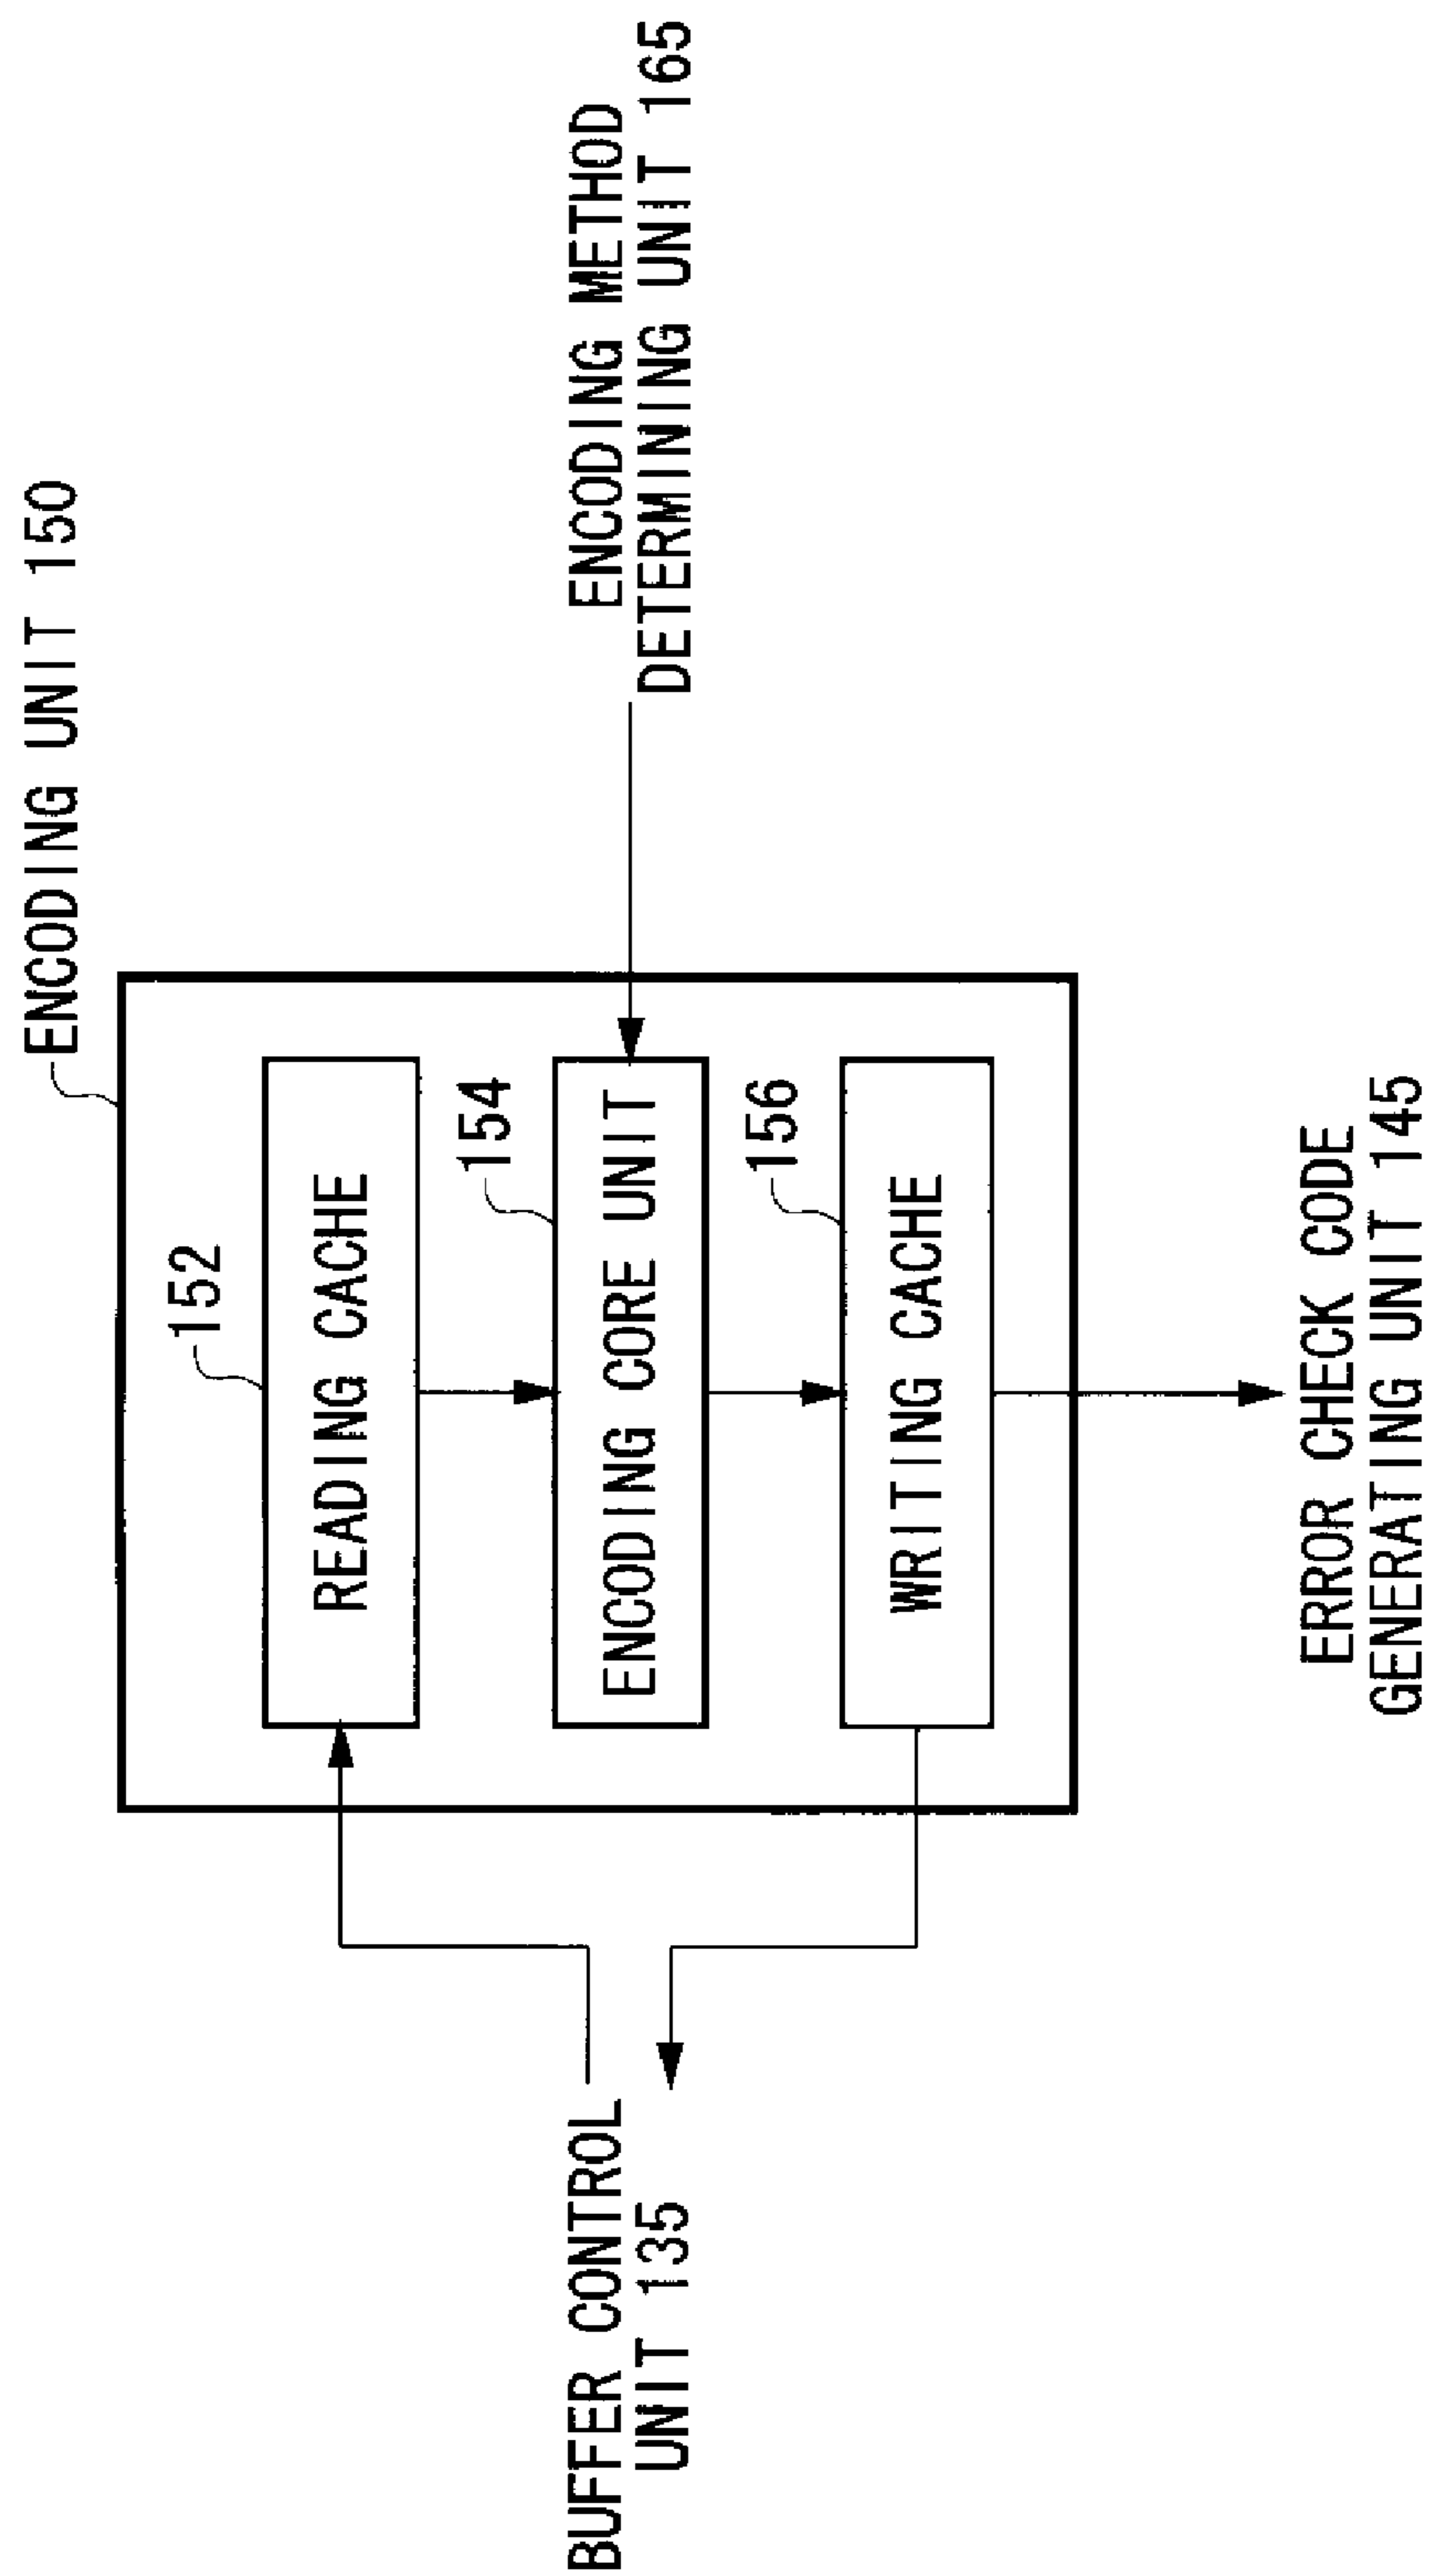 ENCODING UNIT 150
152
READING CACHE
154
ENCODING CORE UNIT
156
WRITING CACHE
BUFFER CONTROL
UNIT 135
ENCODING METHOD
DETERMINING UNIT 165
ERROR CHECK CODE
GENERATING UNIT 145